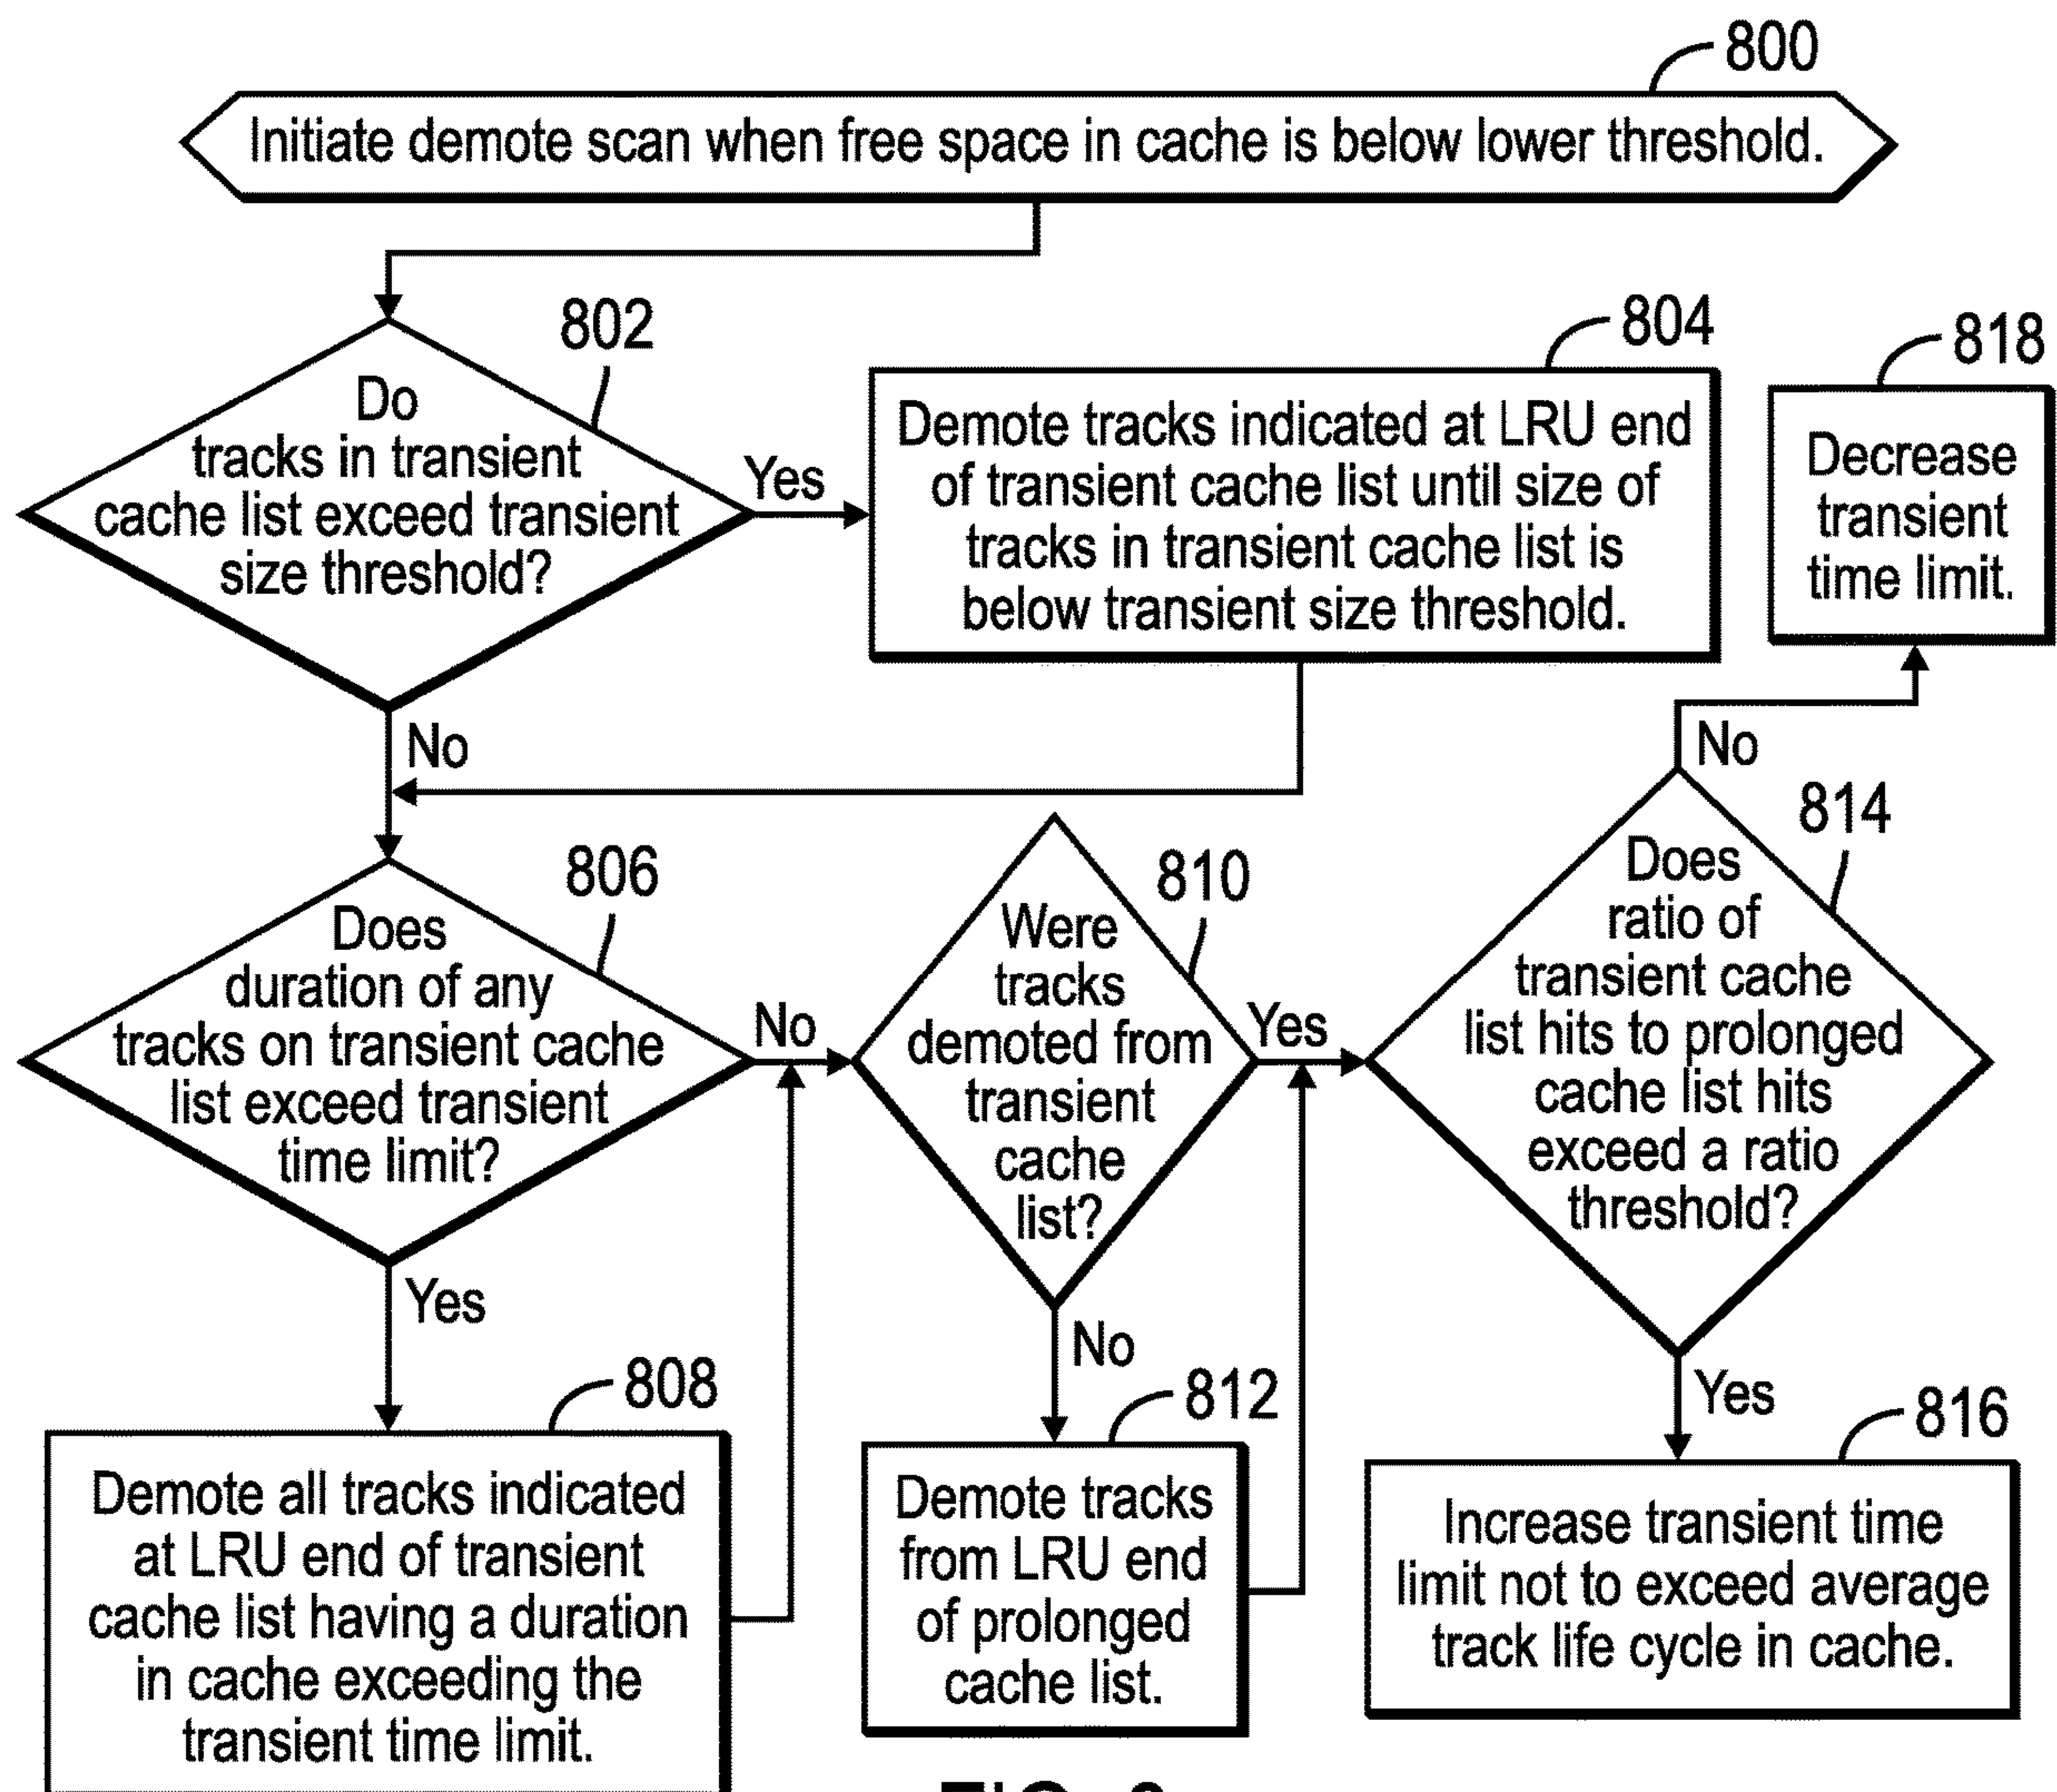 800
Initiate demote scan when free space in cache is below lower threshold.
802
Do
tracks in transient
cache list exceed transient
size threshold?
Yes
No
804
Demote tracks indicated at LRU end
of transient cache list until size of
tracks in transient cache list is
below transient size threshold.
818
Decrease
transient
time limit.
806
Does
duration of any
tracks on transient cache
list exceed transient
time limit?
No
Yes
810
Were
tracks
demoted from
transient
cache
list?
Yes
No
814
Does
ratio of
transient cache
list hits to prolonged
cache list hits
exceed a ratio
threshold?
No
Yes
808
Demote all tracks indicated
at LRU end of transient
cache list having a duration
in cache exceeding the
transient time limit.
812
Demote tracks
from LRU end
of prolonged
cache list.
816
Increase transient time
limit not to exceed average
track life cycle in cache.